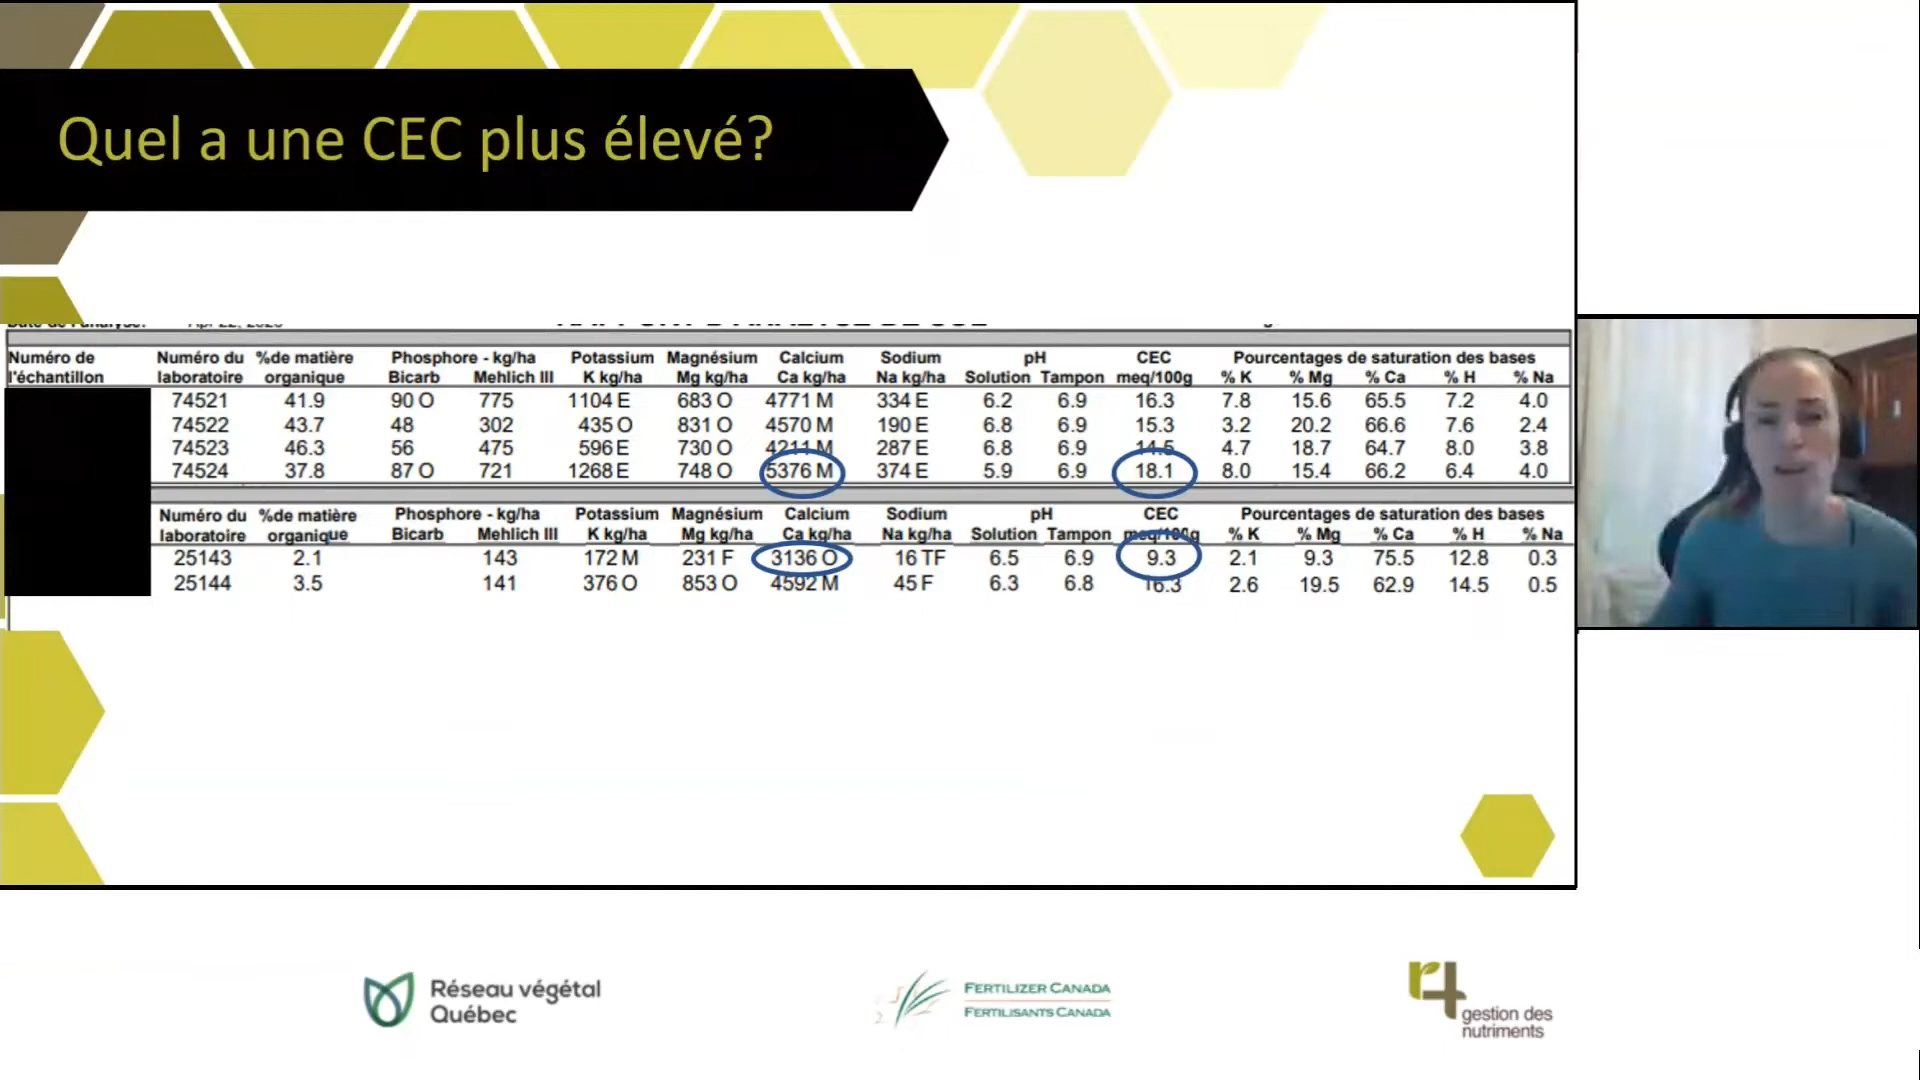 Quel a une CEC plus élevé?
Numéro de Numéro du %de matière Phosphore - kg/ha Potassium Magnésium Calcium Sodium pH CEC Pourcentages de saturation des bases
l'échantillon laboratoire organique Bicarb Mehlich III K kg/ha Mg kg/ha Ca kg/ha Na kg/ha Solution Tampon meq/100g % K % Mg % Ca % H % Na
74521 41.9 90 O 775 1104 E 683 O 4771 M 334 E 6.2 6.9 16.3 7.8 15.6 65.5 7.2 4.0
74522 43.7 48 302 435 O 831 O 4570 M 190 E 6.8 6.9 15.3 3.2 20.2 66.6 7.6 2.4
74523 46.3 56 475 596 E 730 O 4211 M 287 E 6.8 6.9 14.5 4.7 18.7 64.7 8.0 3.8
74524 37.8 87 O 721 1268 E 748 O 5376 M 374 E 5.9 6.9 18.1 8.0 15.4 66.2 6.4 4.0
Numéro du %de matière Phosphore - kg/ha Potassium Magnésium Calcium Sodium pH CEC Pourcentages de saturation des bases
laboratoire organique Bicarb Mehlich III K kg/ha Mg kg/ha Ca kg/ha Na kg/ha Solution Tampon meq/100g % K % Mg % Ca % H % Na
25143 2.1 143 172 M 231 F 3136 O 16 TF 6.5 6.9 9.3 2.1 9.3 75.5 12.8 0.3
25144 3.5 141 376 O 853 O 4592 M 45 F 6.3 6.8 16.3 2.6 19.5 62.9 14.5 0.5
Réseau végétal
Québec
FERTILIZER CANADA
FERTILISANTS CANADA
r4
gestion des
nutriments